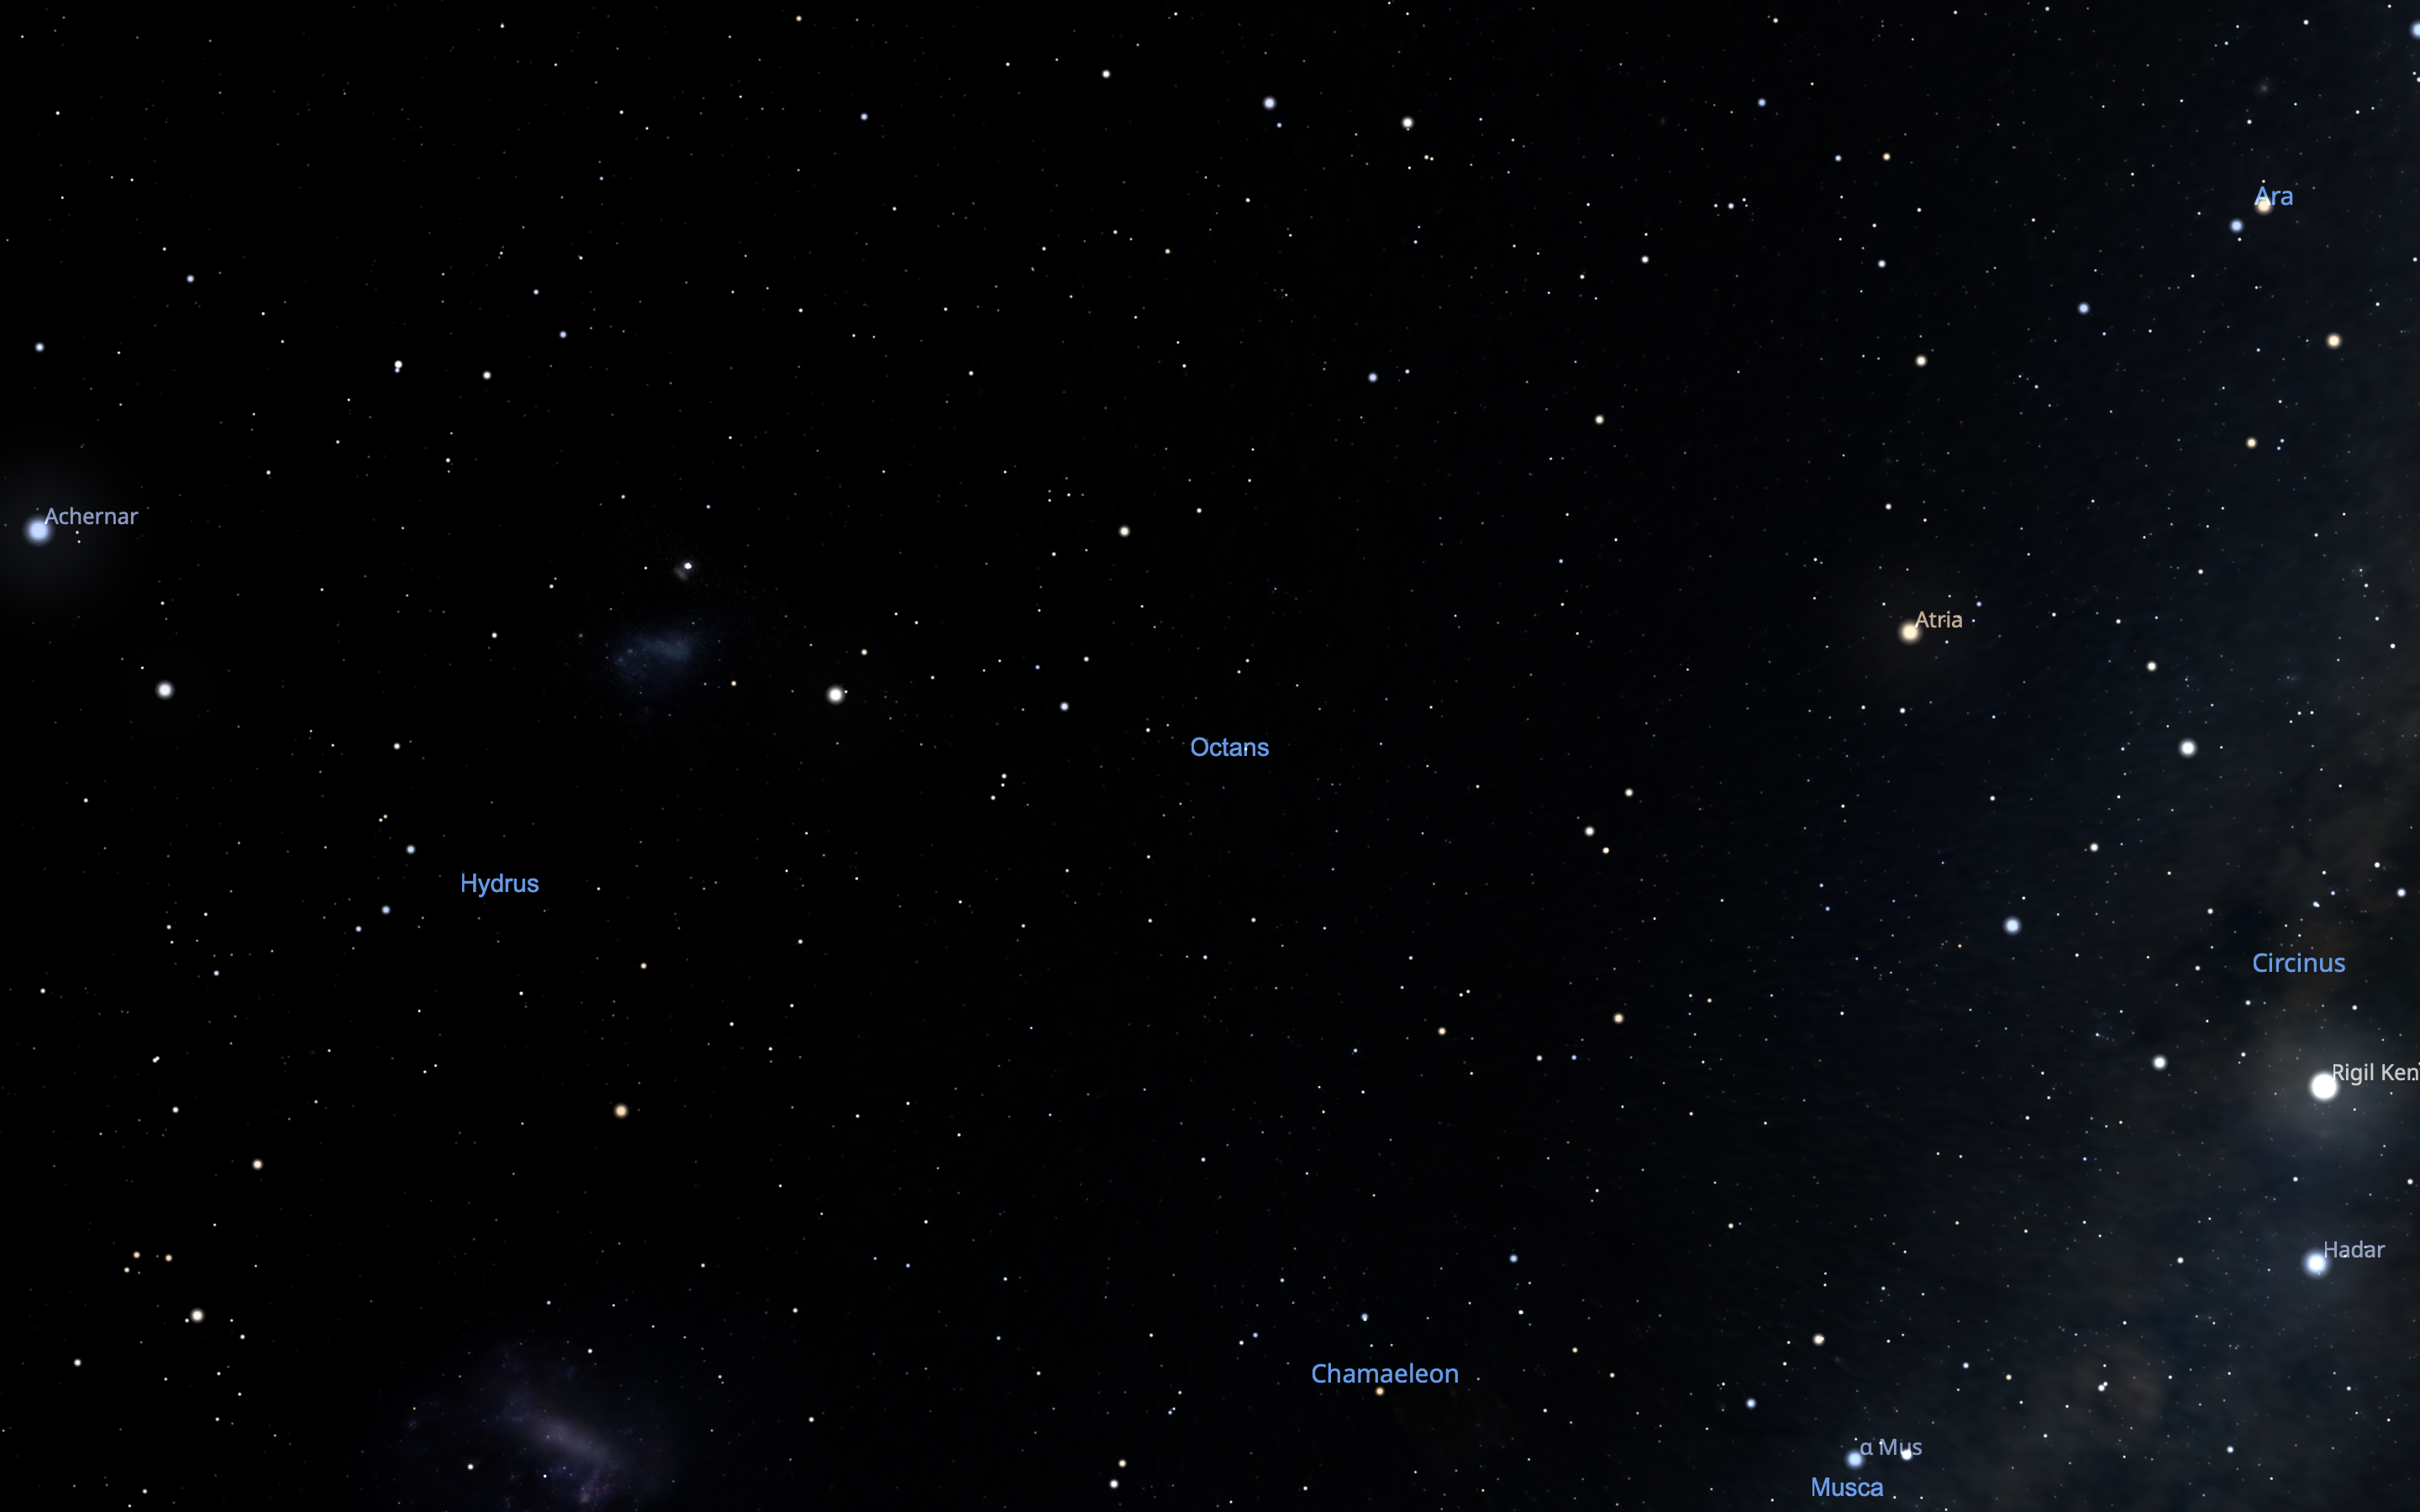 Ara
Achernar
Atria
Octans
Hydrus
Circinus
Rigil Ken
Hadar
Chamaeleon
α Mus
Musca